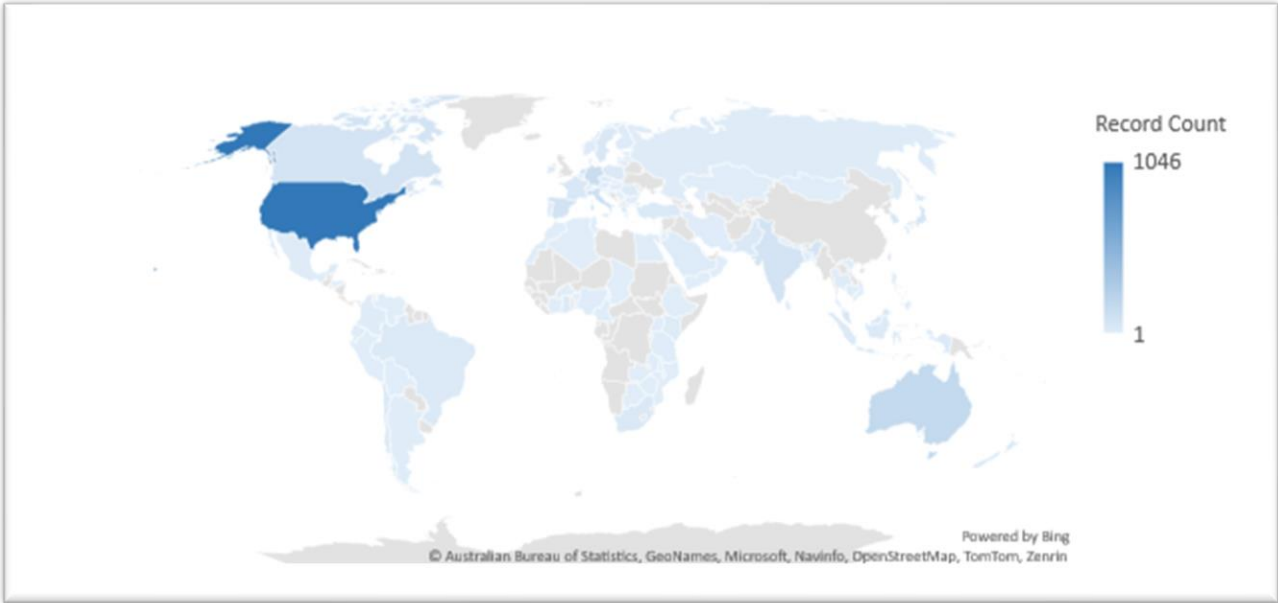 Record Count
1046
1
Powered by Bing
© Australian Bureau of Statistics, GeoNames, Microsoft, Navinfo, OpenStreetMap, TomTom, Zenrin